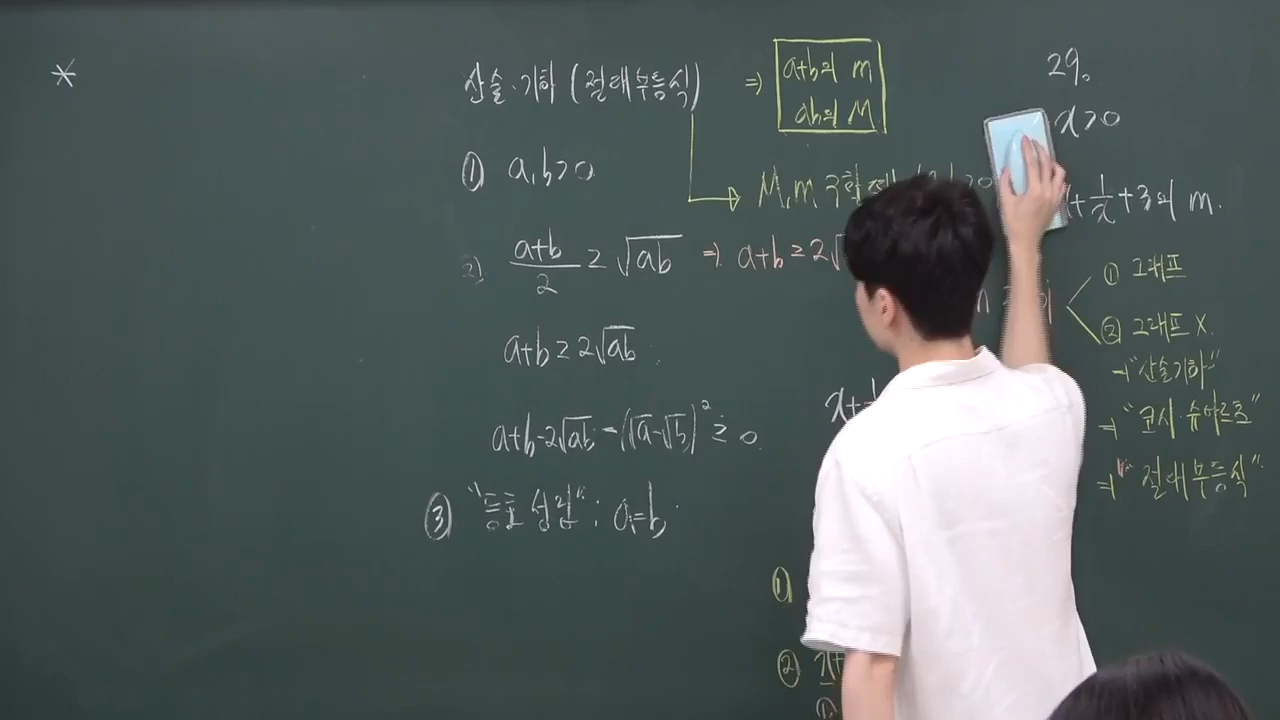 *
산술·기하 (절대부등식) ⇒
a+b의 m
ab의 M
① a,b>0
M,m 구할 때
② a+b/2 ≥ √ab ⇒ a+b ≥ 2√
a+b ≥ 2√ab
a+b-2√ab = (√a-√b)² ≥ 0
③ "등호성립" : a=b
29.
x>0
x+1/x+3의 m.
① 그래프
② 그래프 X.
→"산술기하"
⇒"코시·슈바르츠"
⇒"절대부등식"
x+
①
②
①